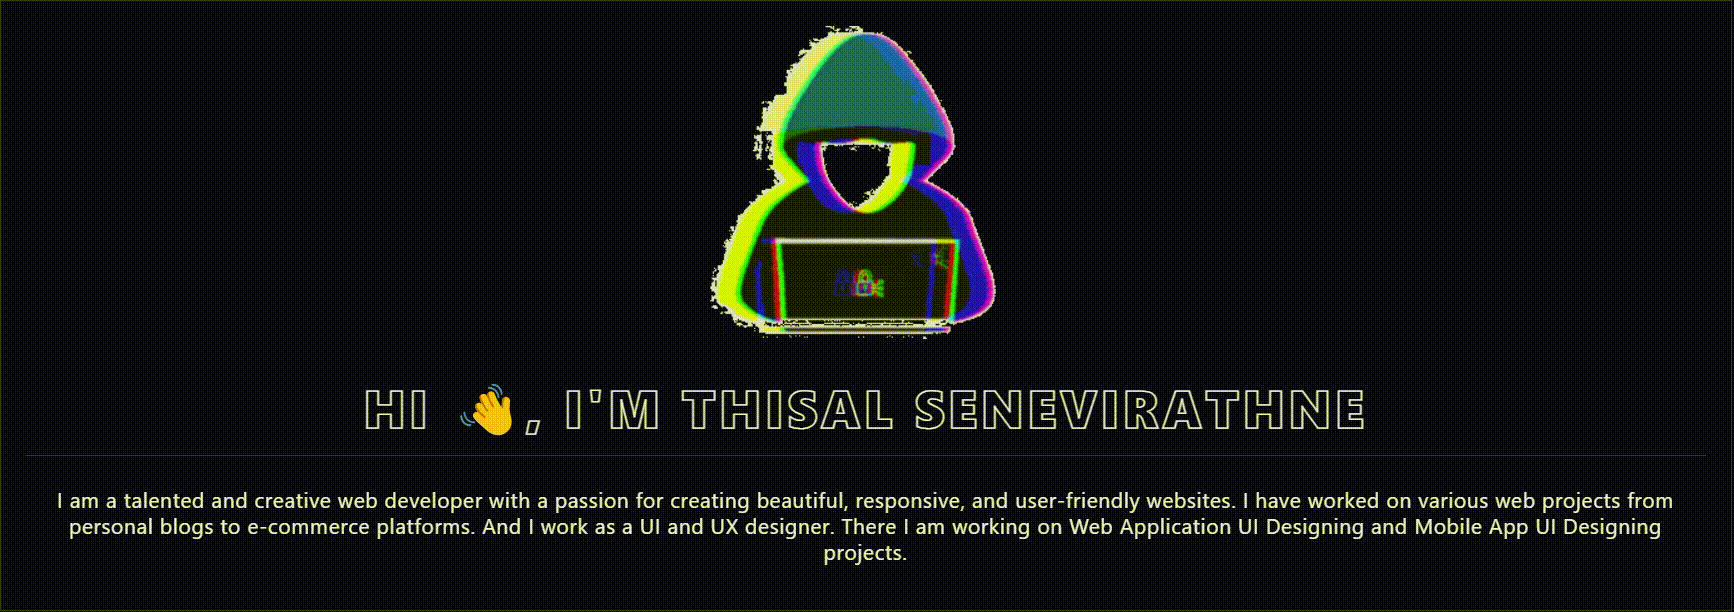 HI 👋, I'M THISAL SENEVIRATHNE
I am a talented and creative web developer with a passion for creating beautiful, responsive, and user-friendly websites. I have worked on various web projects from
personal blogs to e-commerce platforms. And I work as a UI and UX designer. There I am working on Web Application UI Designing and Mobile App UI Designing
projects.